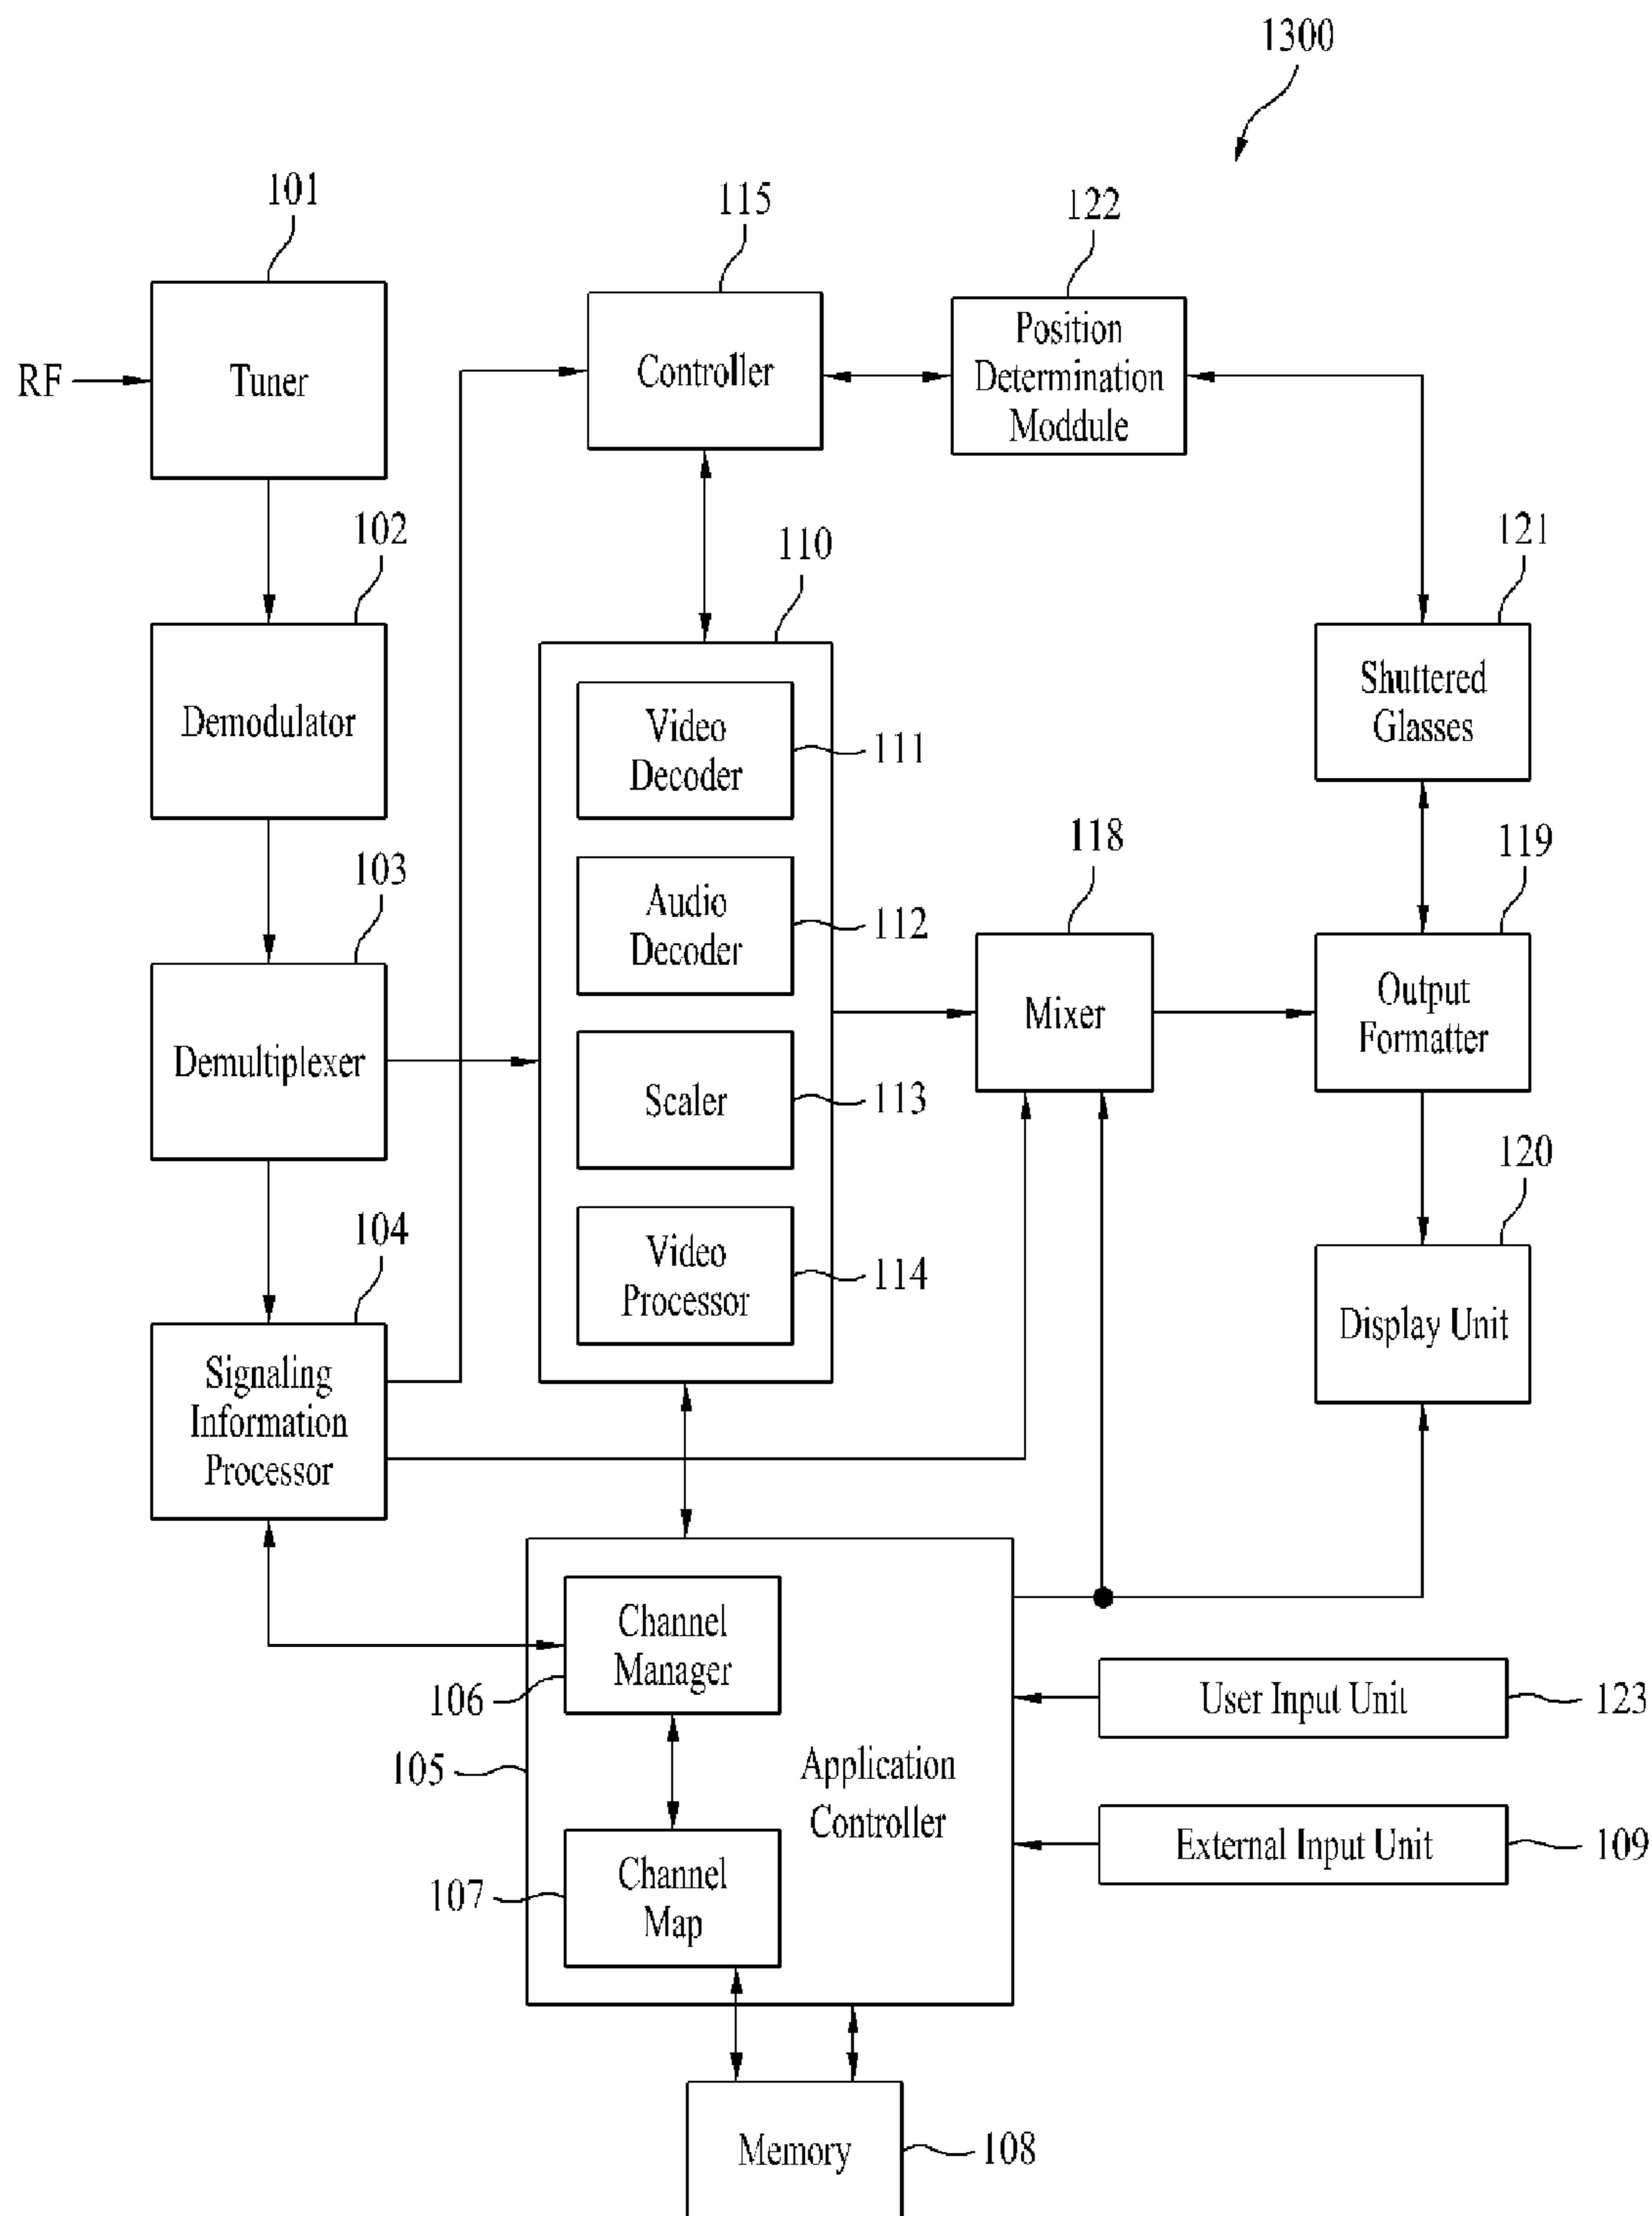 1300
101
115
122
RF
Tuner
Controller
Position
Determination
Moddule
102
110
121
Demodulator
Video
Decoder
111
Shuttered
Glasses
103
Audio
Decoder
112
118
119
Demultiplexer
Scaler
113
Mixer
Output
Formatter
104
Video
Processor
114
120
Signaling
Information
Processor
Display Unit
Channel
Manager
106
105
Application
Controller
User Input Unit
123
Channel
Map
107
External Input Unit
109
Memory
108